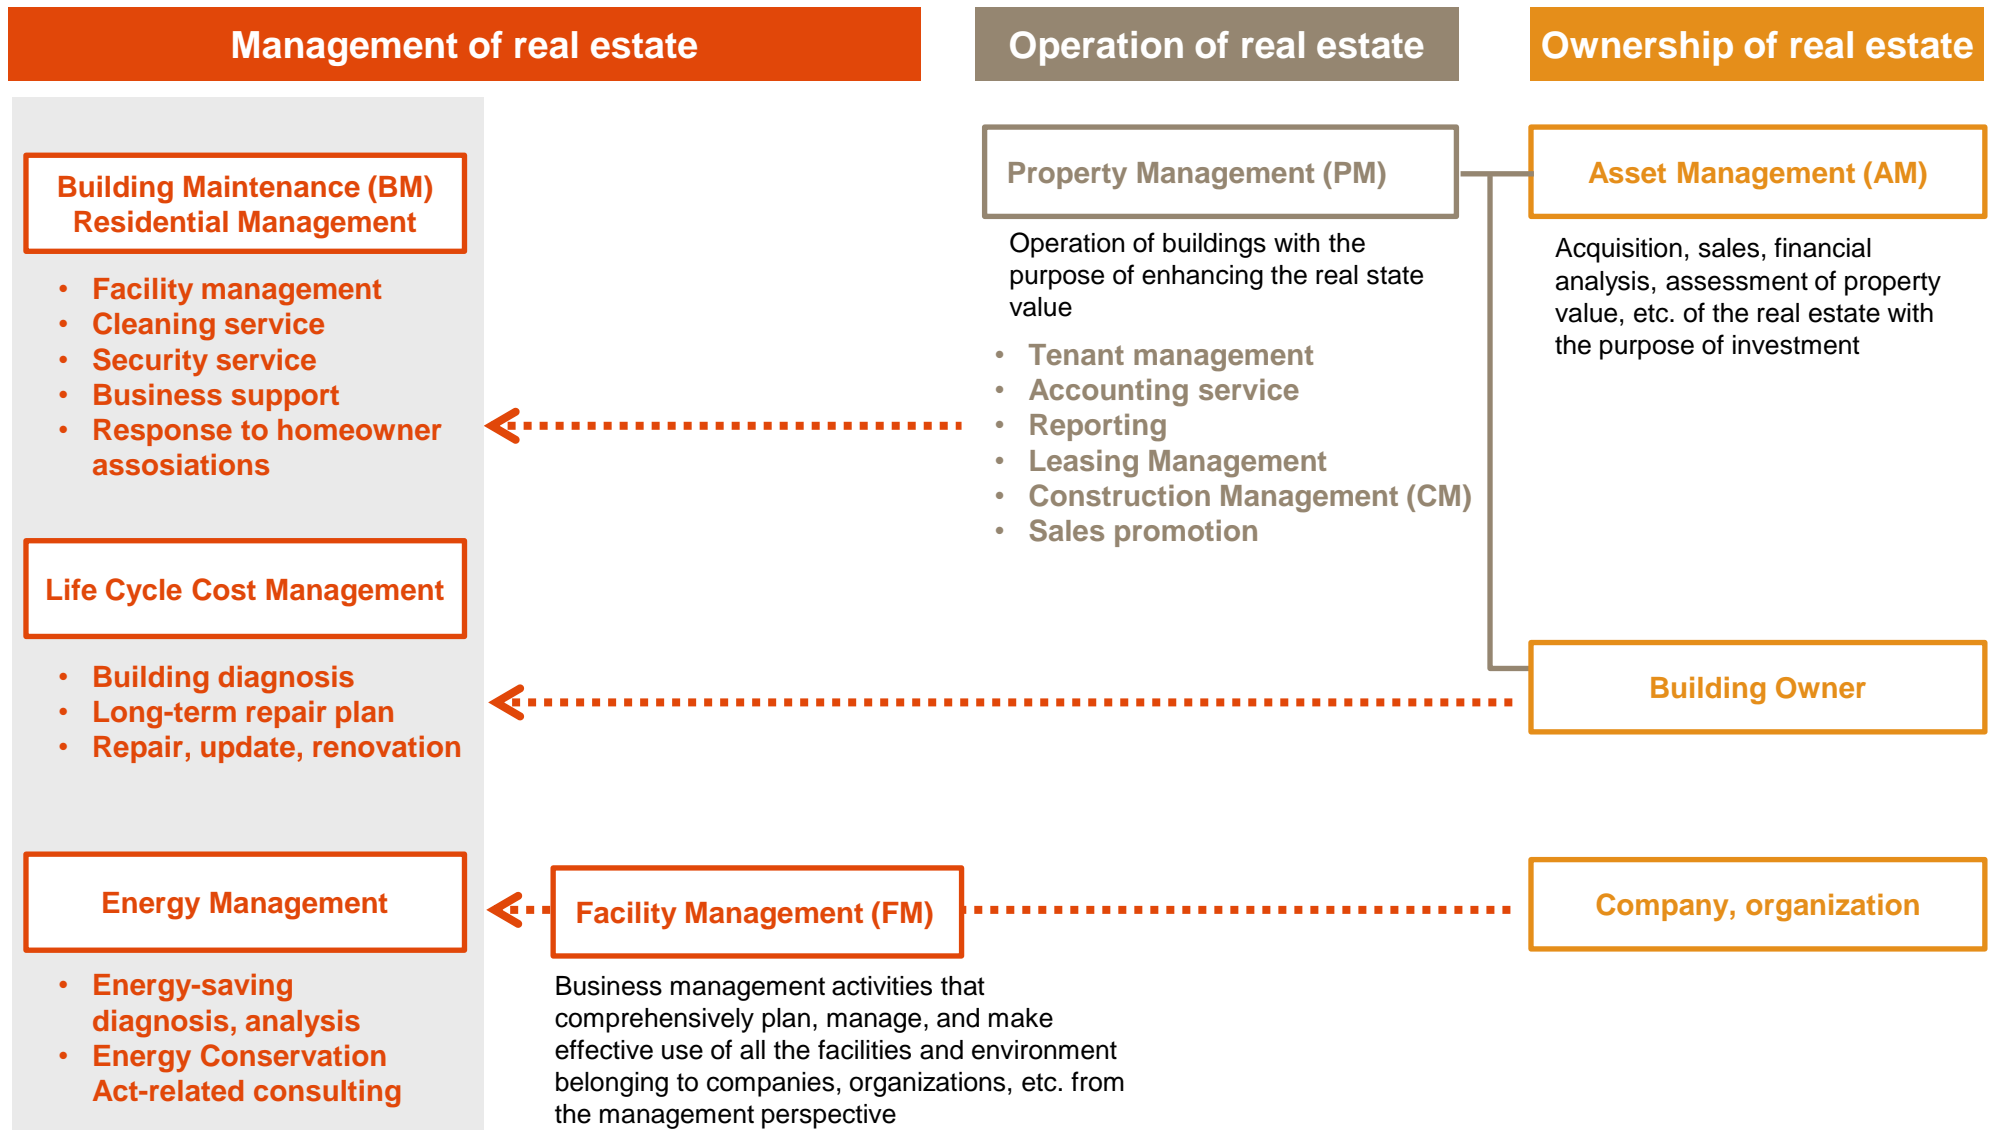 Management of real estate
Operation of real estate
Ownership of real estate
Building Maintenance (BM)
Residential Management
• Facility management
• Cleaning service
• Security service
• Business support
• Response to homeowner
assosiations
Life Cycle Cost Management
• Building diagnosis
• Long-term repair plan
• Repair, update, renovation
Energy Management
• Energy-saving
diagnosis, analysis
• Energy Conservation
Act-related consulting
Facility Management (FM)
Business management activities that
comprehensively plan, manage, and make
effective use of all the facilities and environment
belonging to companies, organizations, etc. from
the management perspective
Property Management (PM)
Operation of buildings with the
purpose of enhancing the real state
value
• Tenant management
• Accounting service
• Reporting
• Leasing Management
• Construction Management (CM)
• Sales promotion
Asset Management (AM)
Acquisition, sales, financial
analysis, assessment of property
value, etc. of the real estate with
the purpose of investment
Building Owner
Company, organization